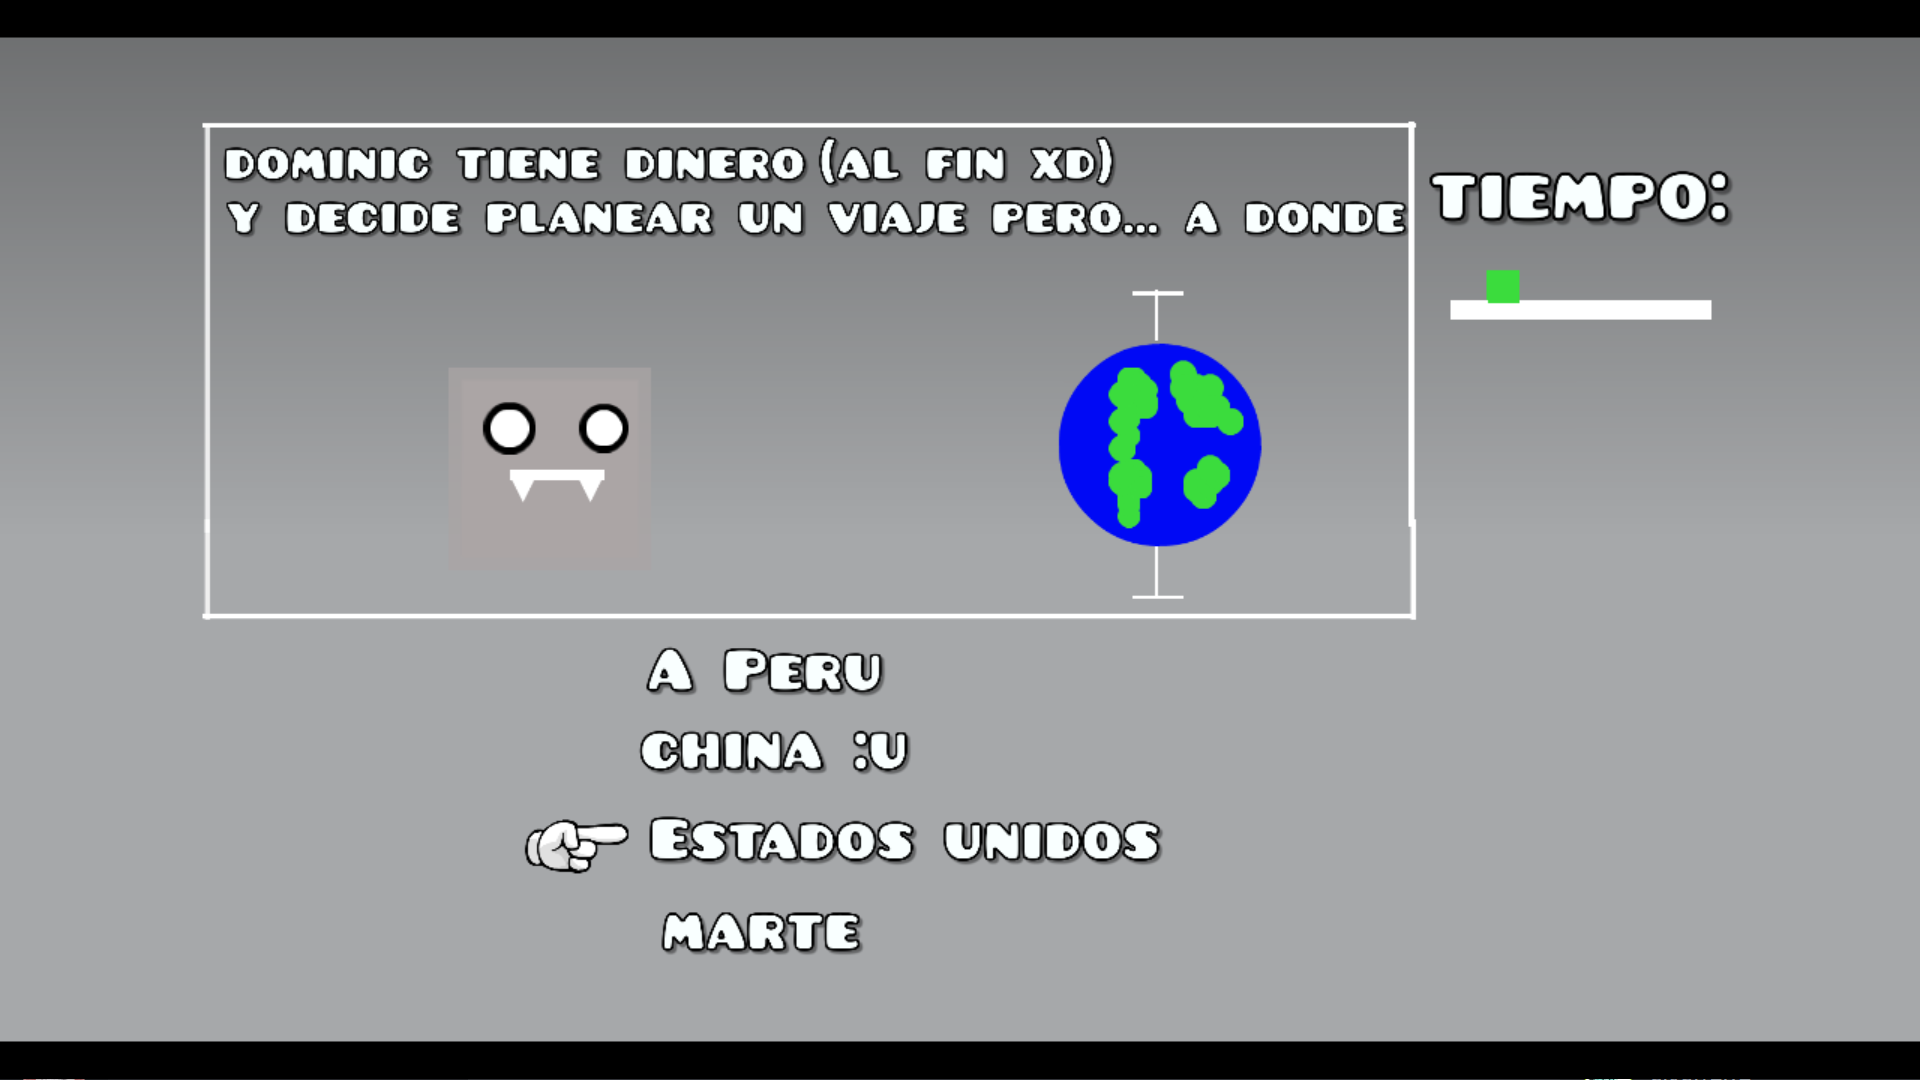 DOMINIC TIENE DINERO (AL FIN XD)
Y DECIDE PLANEAR UN VIAJE PERO... A DONDE
TIEMPO:
A PERU
CHINA :U
ESTADOS UNIDOS
MARTE